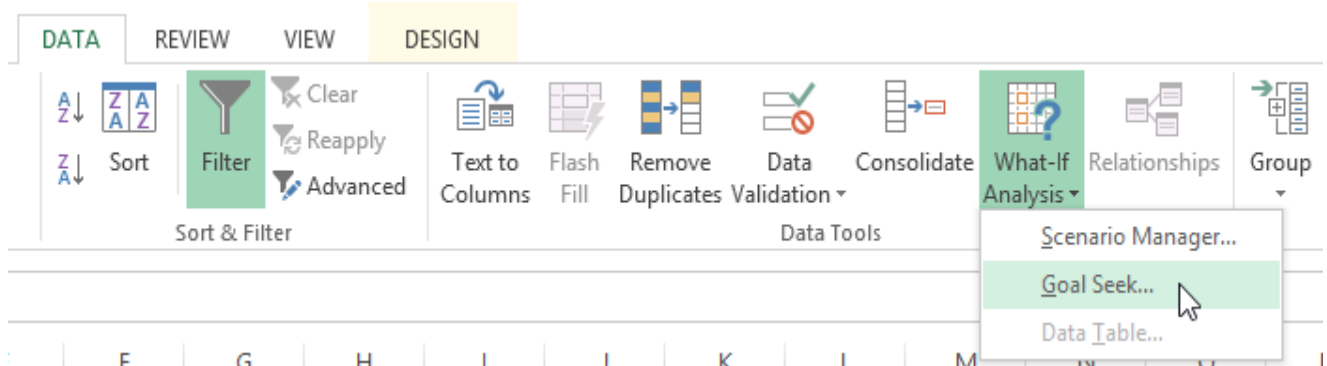 DATA REVIEW VIEW DESIGN
A Z
Z A
A Z
Sort
Z A
Filter
Clear
Reapply
Advanced
Text to
Columns
Flash
Fill
Remove
Duplicates
Data
Validation
Consolidate
What-If
Analysis
Relationships
Group
Sort & Filter
Data Tools
Scenario Manager...
Goal Seek...
Data Table...
G H K M